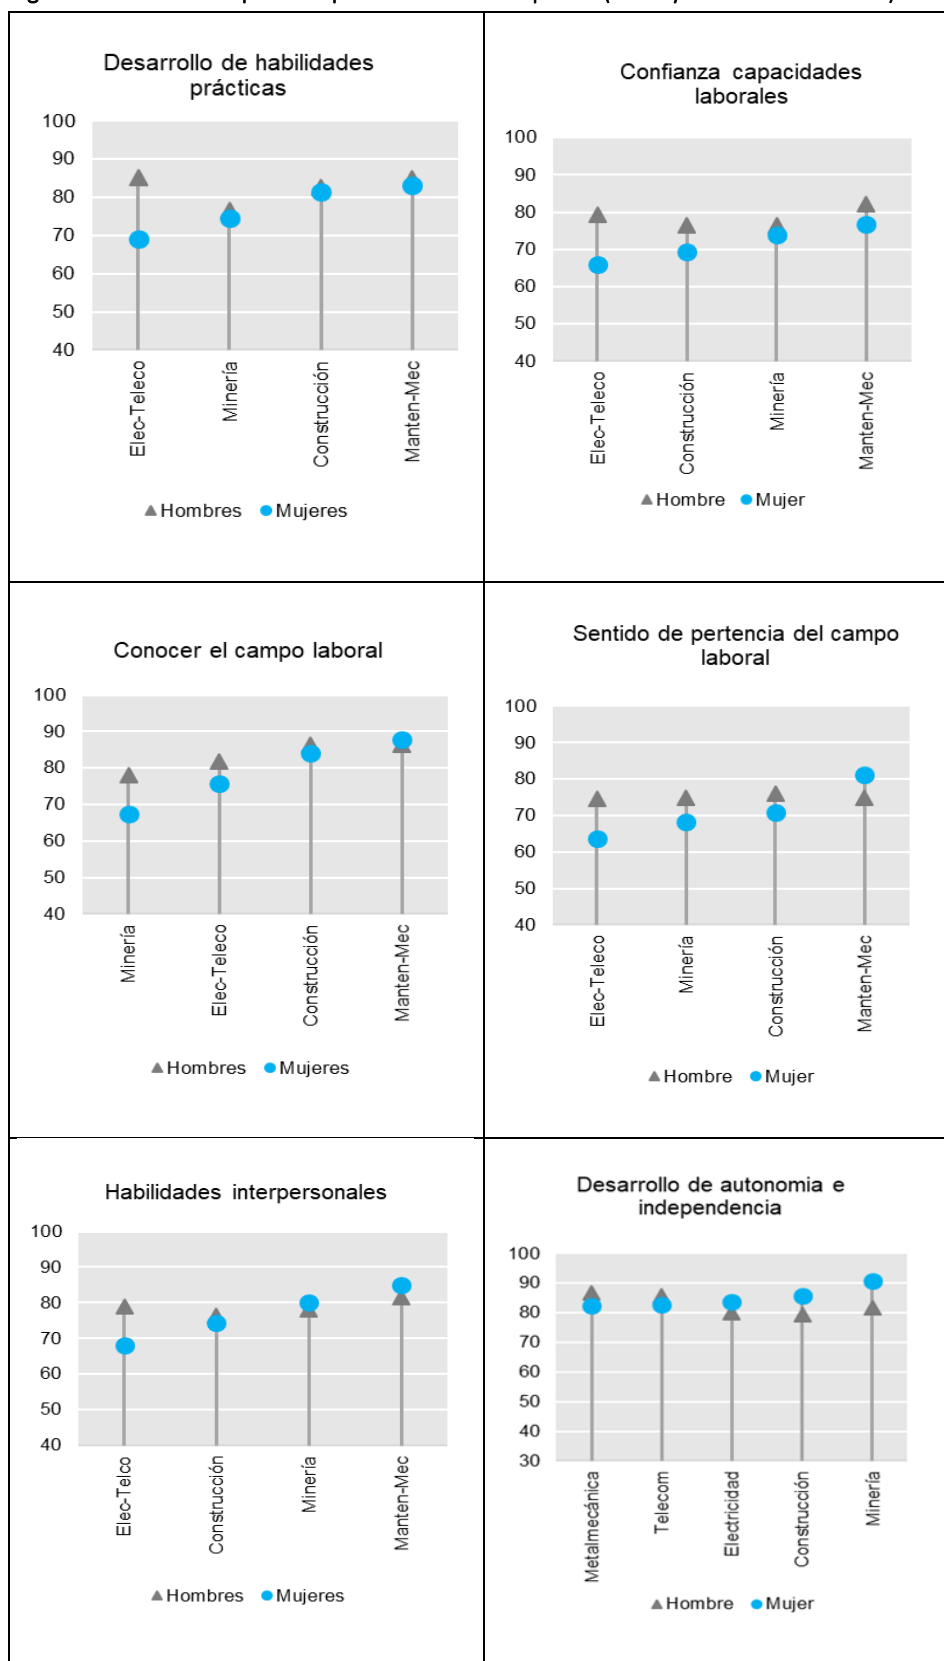 Desarrollo de habilidades
prácticas
100
90
80
70
60
50
40
Elec-Teleco
Minería
Construcción
Manten-Mec
Hombres Mujeres
Confianza capacidades
laborales
100
90
80
70
60
50
40
Elec-Teleco
Construcción
Minería
Manten-Mec
Hombre Mujer
Conocer el campo laboral
100
90
80
70
60
50
40
Minería
Elec-Teleco
Construcción
Manten-Mec
Hombres Mujeres
Sentido de pertencia del campo
laboral
100
90
80
70
60
50
40
Elec-Teleco
Minería
Construcción
Manten-Mec
Hombre Mujer
Habilidades interpersonales
100
90
80
70
60
50
40
Elec-Telco
Construcción
Minería
Manten-Mec
Hombres Mujeres
Desarrollo de autonomia e
independencia
100
90
80
70
60
50
40
30
Metalmecánica
Telecom
Electricidad
Construcción
Minería
Hombre Mujer